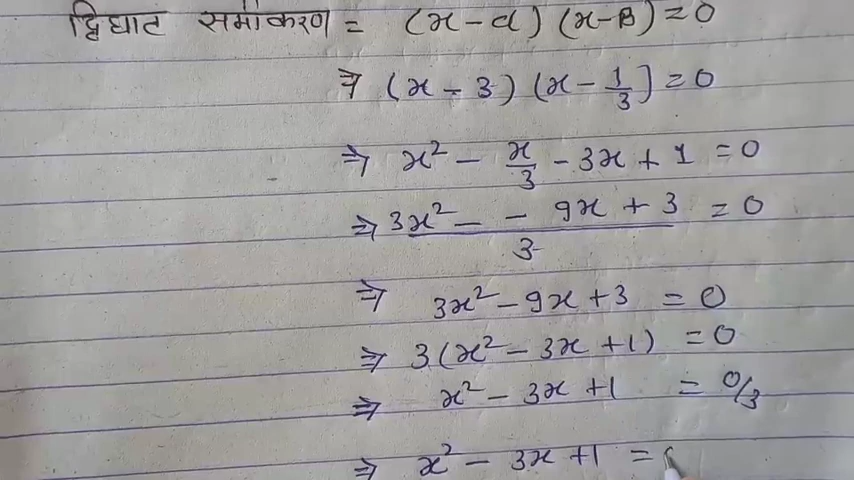 द्विघात समीकरण = (x - α) (x - β) = 0
⇒ (x - 3) (x - 1/3] = 0
⇒ x² - x/3 - 3x + 1 = 0
⇒ 3x² - - 9x + 3 / 3 = 0
⇒ 3x² - 9x + 3 = 0
⇒ 3(x² - 3x + 1) = 0
⇒ x² - 3x + 1 = 0/3
⇒ x² - 3x + 1 =